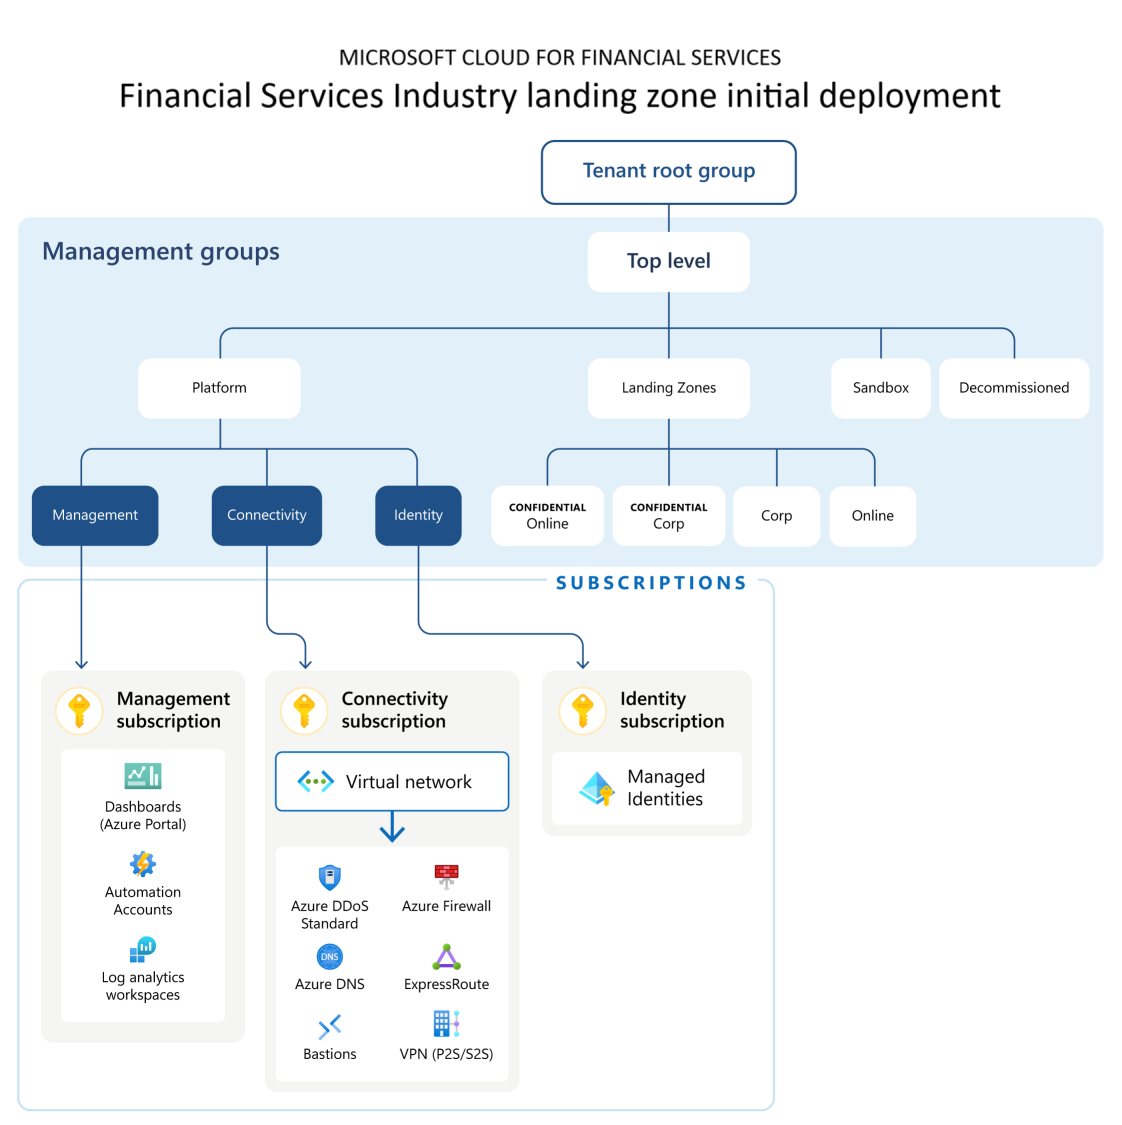 MICROSOFT CLOUD FOR FINANCIAL SERVICES
Financial Services Industry landing zone initial deployment
Tenant root group
Management groups
Top level
Platform
Landing Zones
Sandbox
Decommissioned
Management
Connectivity
Identity
CONFIDENTIAL
Online
CONFIDENTIAL
Corp
Corp
Online
SUBSCRIPTIONS
Management
subscription
Dashboards
(Azure Portal)
Automation
Accounts
Log analytics
workspaces
Connectivity
subscription
Virtual network
Azure DDoS
Standard
Azure Firewall
DNS
Azure DNS
ExpressRoute
Bastions
VPN (P2S/S2S)
Identity
subscription
Managed
Identities